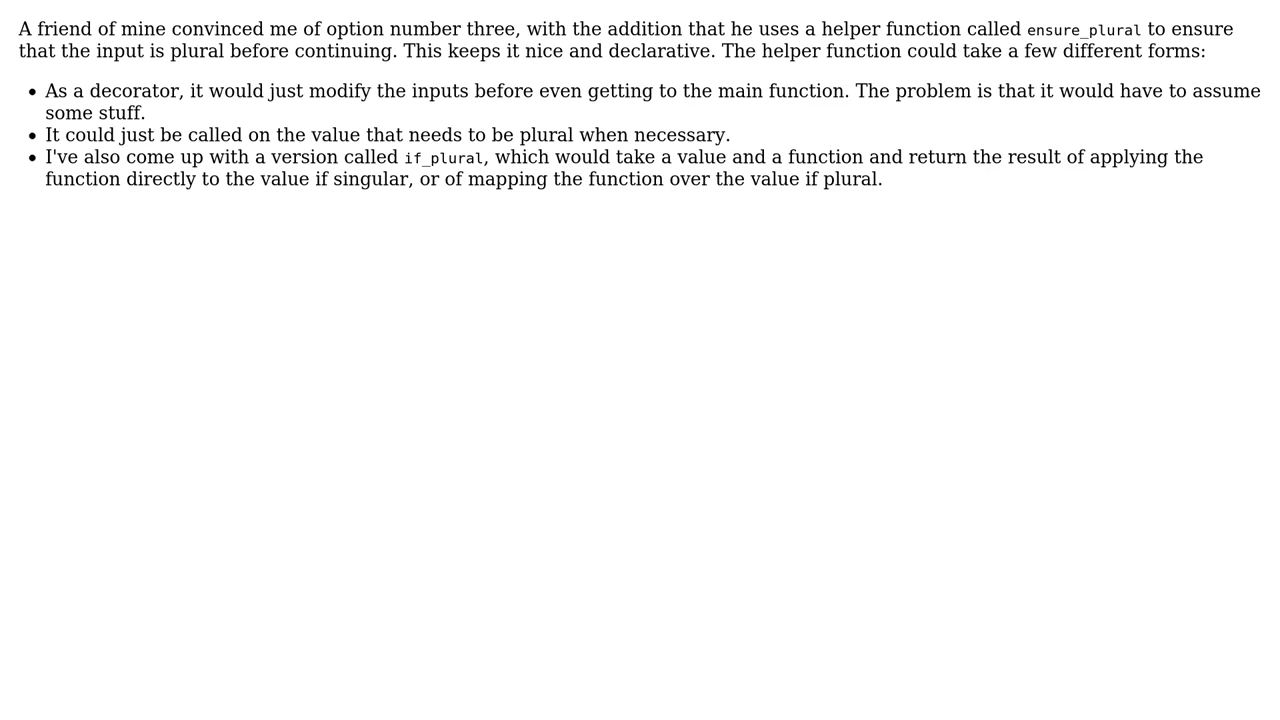 A friend of mine convinced me of option number three, with the addition that he uses a helper function called ensure_plural to ensure
that the input is plural before continuing. This keeps it nice and declarative. The helper function could take a few different forms:
• As a decorator, it would just modify the inputs before even getting to the main function. The problem is that it would have to assume
some stuff.
• It could just be called on the value that needs to be plural when necessary.
• I've also come up with a version called if_plural, which would take a value and a function and return the result of applying the
function directly to the value if singular, or of mapping the function over the value if plural.